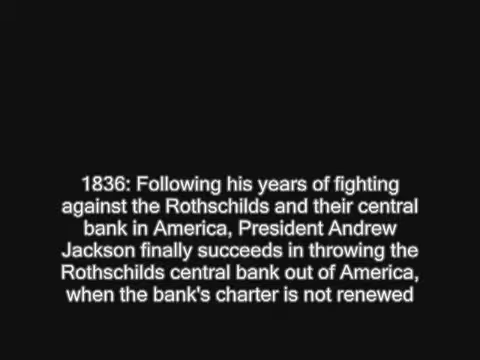 1836: Following his years of fighting
against the Rothschilds and their central
bank in America, President Andrew
Jackson finally succeeds in throwing the
Rothschilds central bank out of America,
when the bank's charter is not renewed